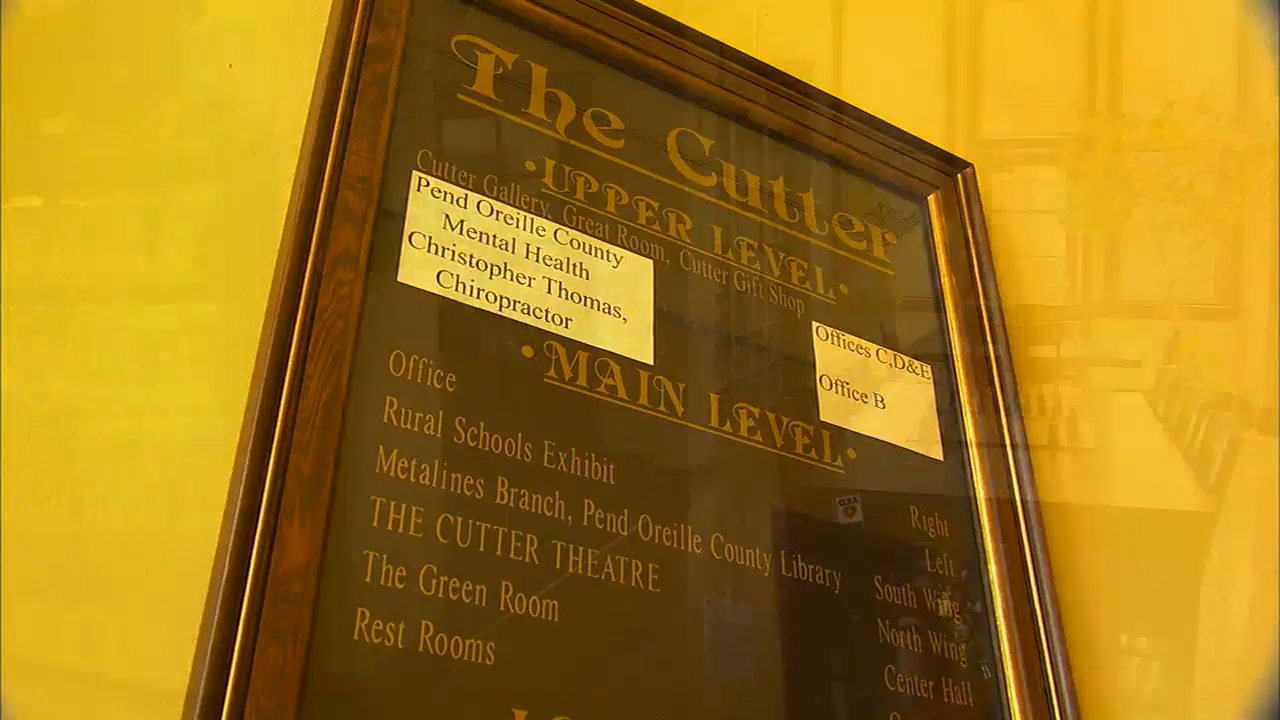 The Cutter
•UPPER LEVEL•
Cutter Gallery, Great Room, Cutter Gift Shop
Pend Oreille County
Mental Health
Christopher Thomas,
Chiropractor
Offices C,D&E
Office B
•MAIN LEVEL•
Office Right
Rural Schools Exhibit Left
Metalines Branch, Pend Oreille County Library South Wing
THE CUTTER THEATRE North Wing
The Green Room Center Hall
Rest Rooms
AED